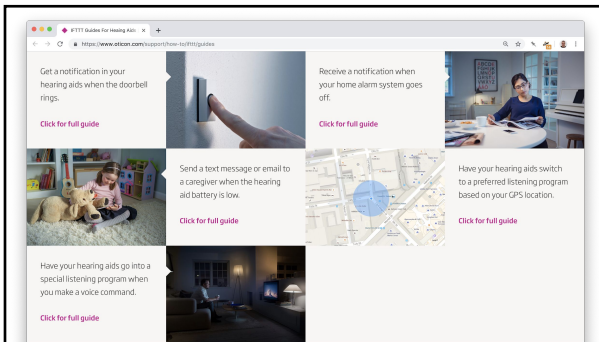 IFTTT Guides For Hearing Aids
https://www.oticon.com/support/how-to/ifttt/guides
Get a notification in your
hearing aids when the doorbell
rings.
Click for full guide
Receive a notification when
your home alarm system goes
off.
Click for full guide
Send a text message or email to
a caregiver when the hearing
aid battery is low.
Click for full guide
Have your hearing aids switch
to a preferred listening program
based on your GPS location.
Click for full guide
Have your hearing aids go into a
special listening program when
you make a voice command.
Click for full guide